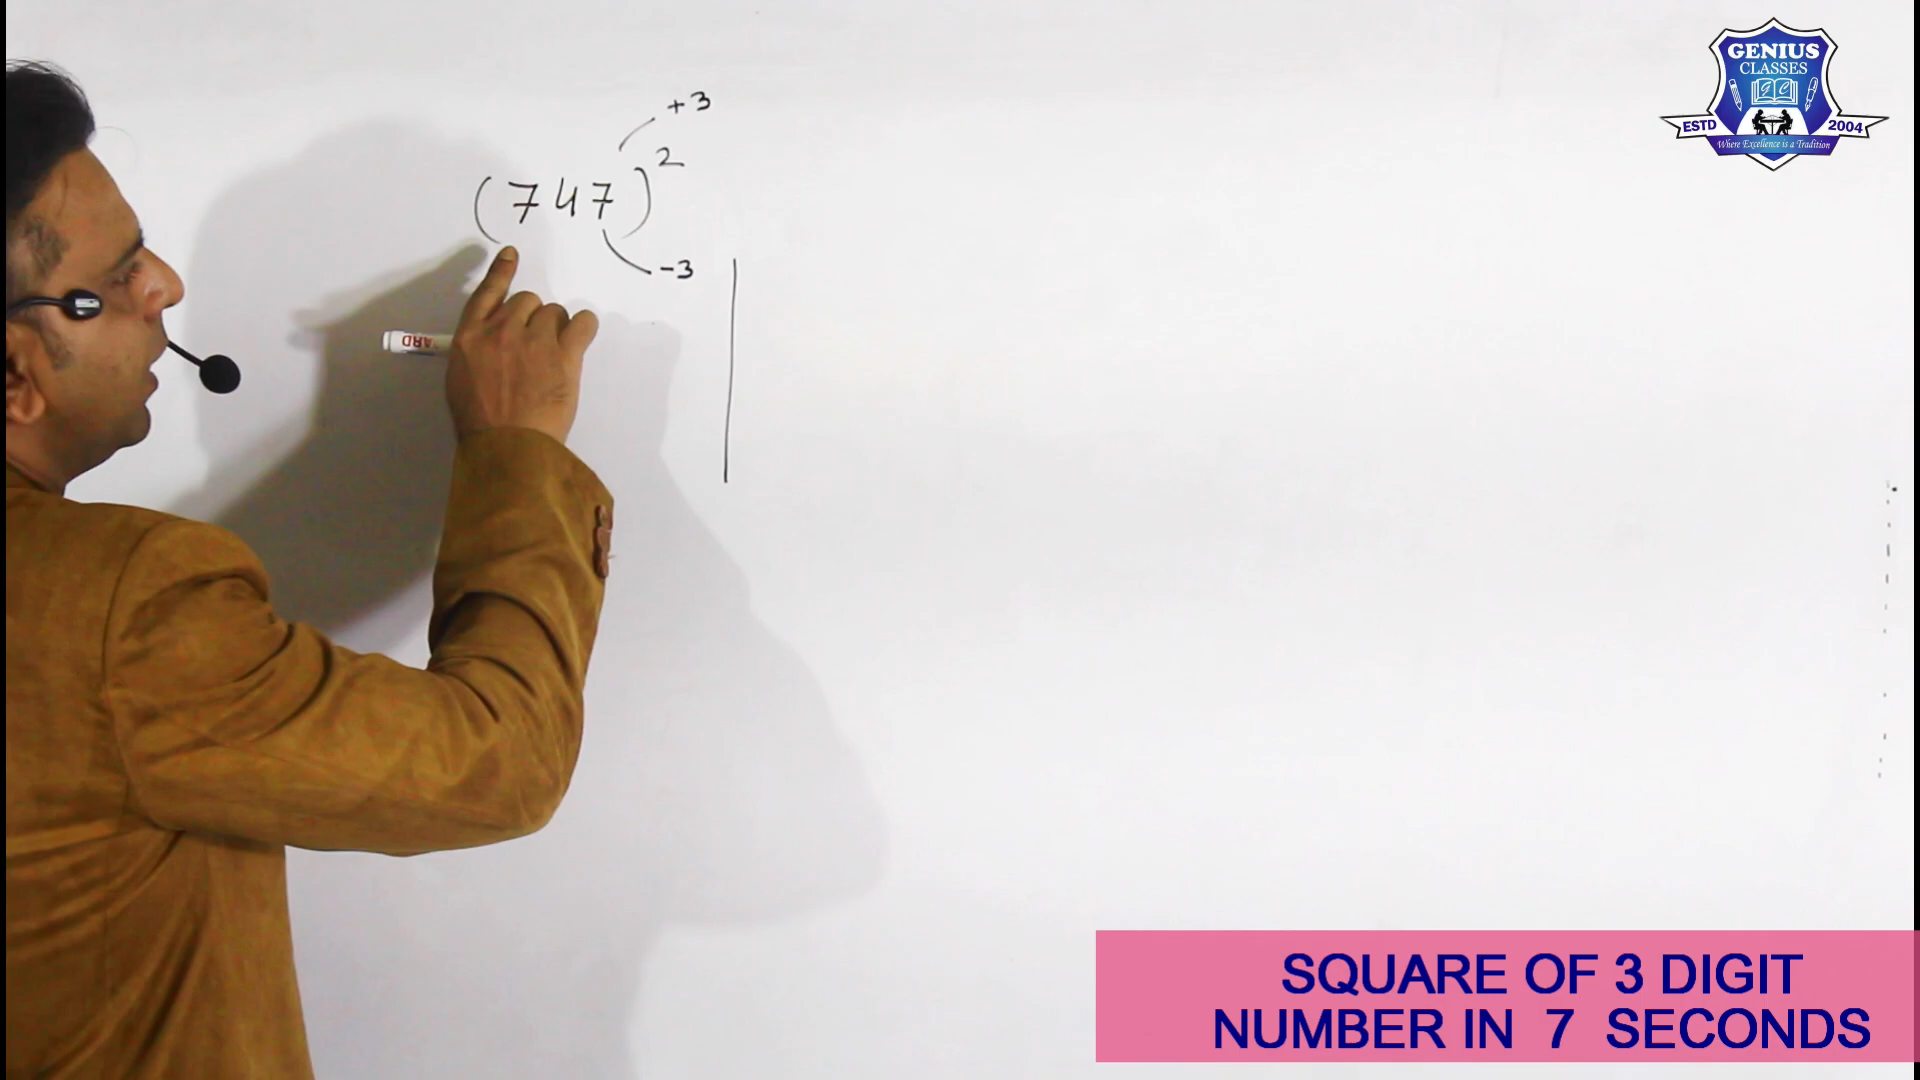 +3
(747)²
-3
GENIUS
CLASSES
GC
ESTD 2004
Where Excellence is a Tradition
SQUARE OF 3 DIGIT
NUMBER IN 7 SECONDS